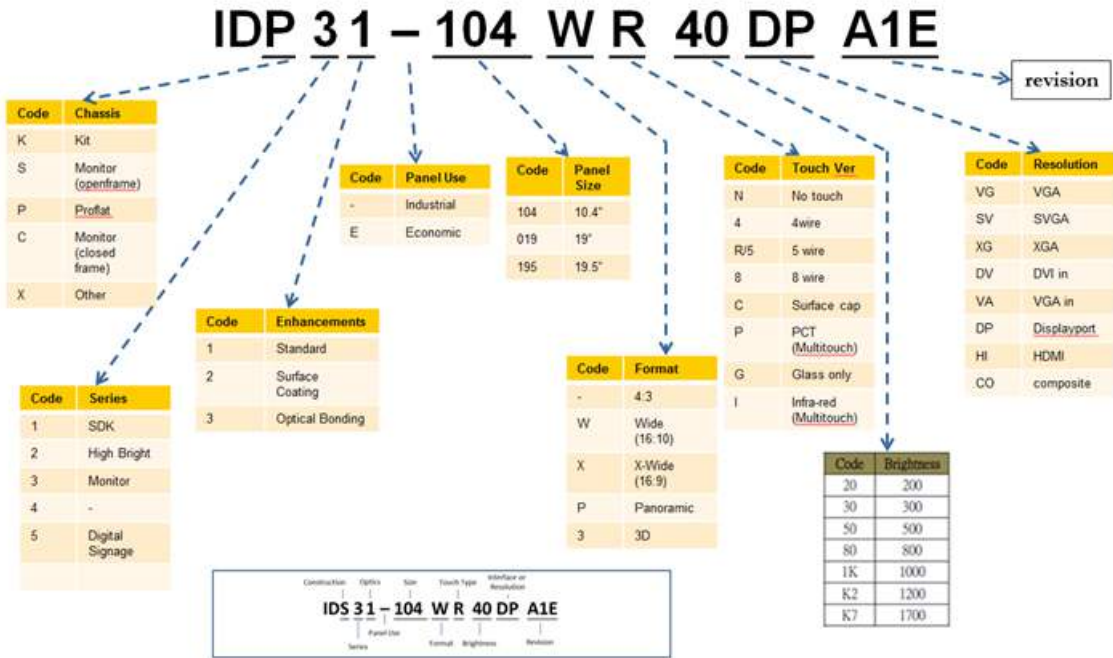 IDP 3 1 – 104 W R 40 DP A1E
revision
Code Chassis
K Kit
S Monitor
(openframe)
P Proflat
C Monitor
(closed
frame)
X Other
Code Series
1 SDK
2 High Bright
3 Monitor
4 -
5 Digital
Signage
Code Enhancements
1 Standard
2 Surface
Coating
3 Optical Bonding
Code Panel Use
- Industrial
E Economic
Code Panel
Size
104 10.4"
019 19"
195 19.5"
Code Format
- 4:3
W Wide
(16:10)
X X-Wide
(16:9)
P Panoramic
3 3D
Code Touch Ver
N No touch
4 4wire
R/5 5 wire
8 8 wire
C Surface cap
P PCT
(Multitouch)
G Glass only
I Infra-red
(Multitouch)
Code Brightness
20 200
30 300
50 500
80 800
1K 1000
K2 1200
K7 1700
Code Resolution
VG VGA
SV SVGA
XG XGA
DV DVI in
VA VGA in
DP Displayport
HI HDMI
CO composite
Construction Optics Size Touch Type Interface or
Resolution
IDS 3 1 – 104 W R 40 DP A1E
Panel Use
Series Format Brightness Revision